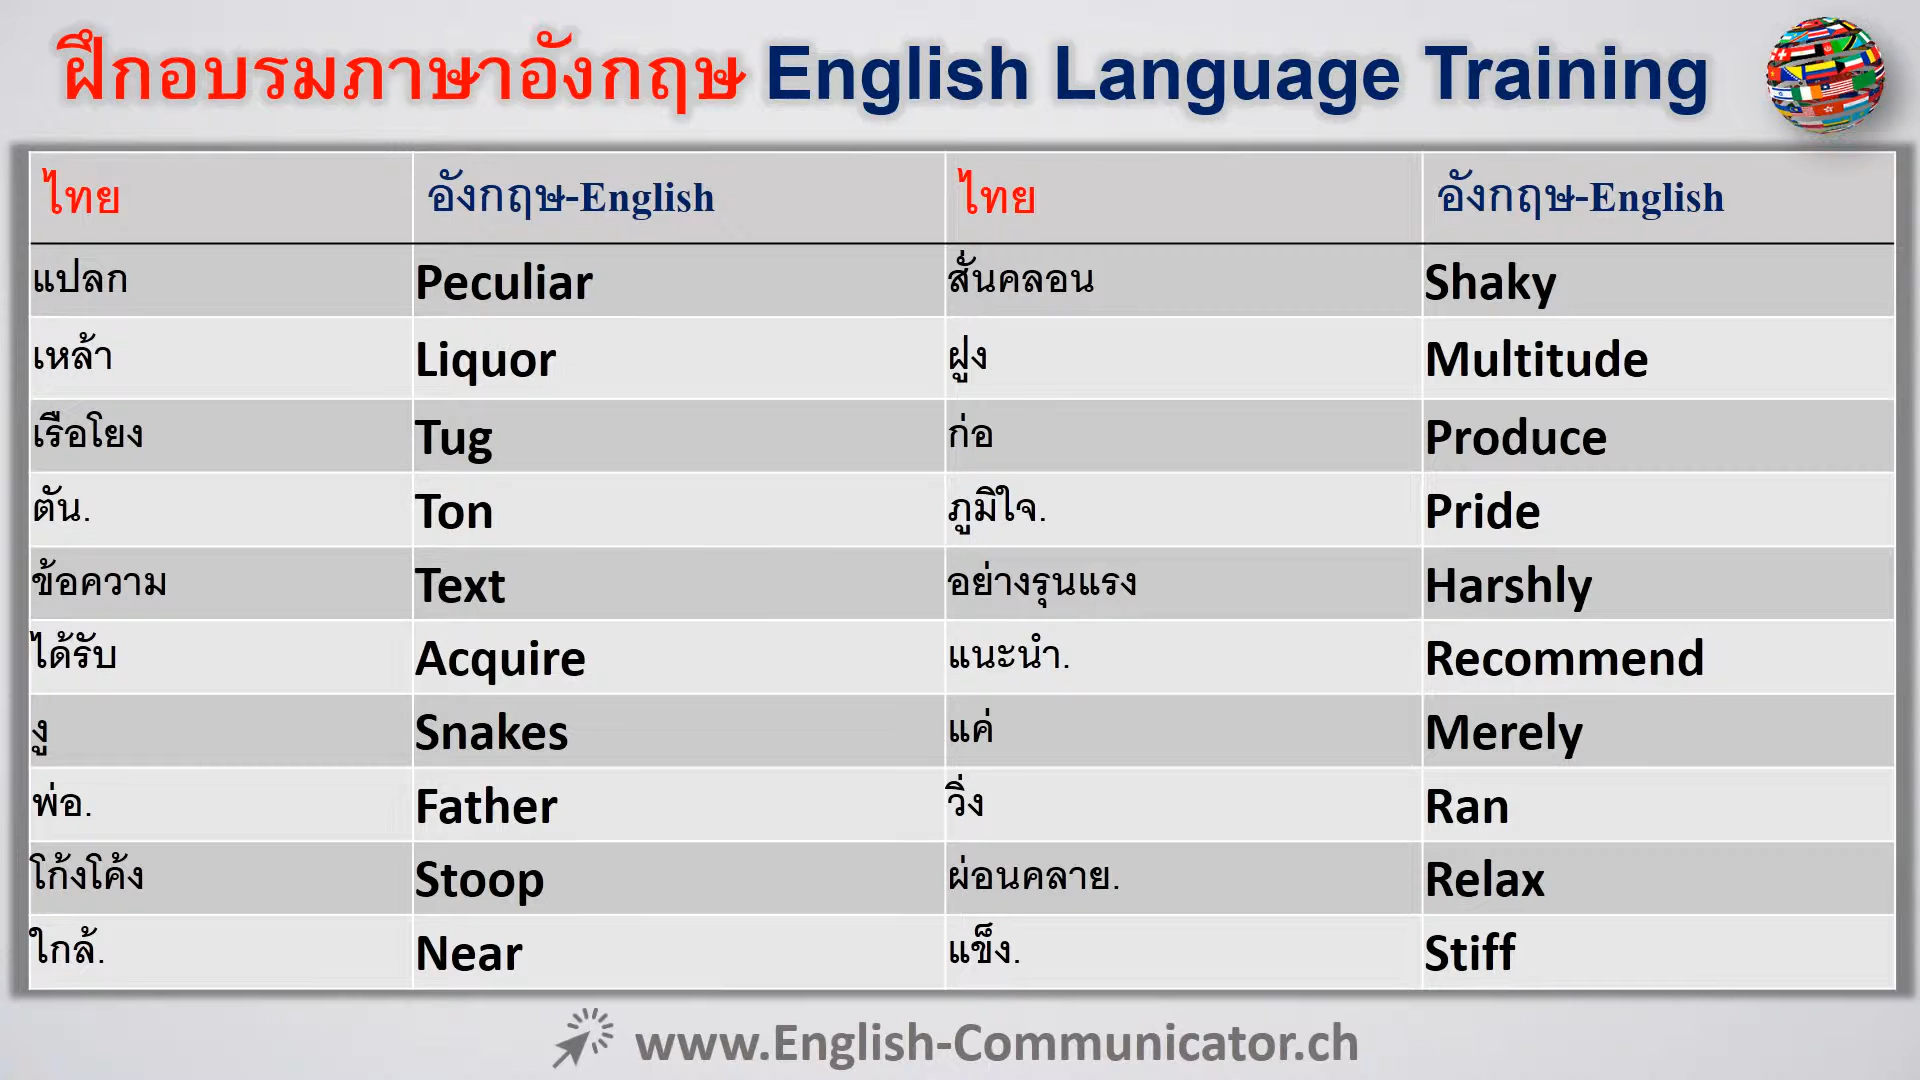 ฝึกอบรมภาษาอังกฤษ English Language Training
ไทย อังกฤษ-English ไทย อังกฤษ-English
แปลก Peculiar สั่นคลอน Shaky
เหล้า Liquor ฝูง Multitude
เรือโยง Tug ก่อ Produce
ตัน. Ton ภูมิใจ. Pride
ข้อความ Text อย่างรุนแรง Harshly
ได้รับ Acquire แนะนำ. Recommend
งู Snakes แค่ Merely
พ่อ. Father วิ่ง Ran
โก้งโค้ง Stoop ผ่อนคลาย. Relax
ใกล้. Near แข็ง. Stiff
www.English-Communicator.ch